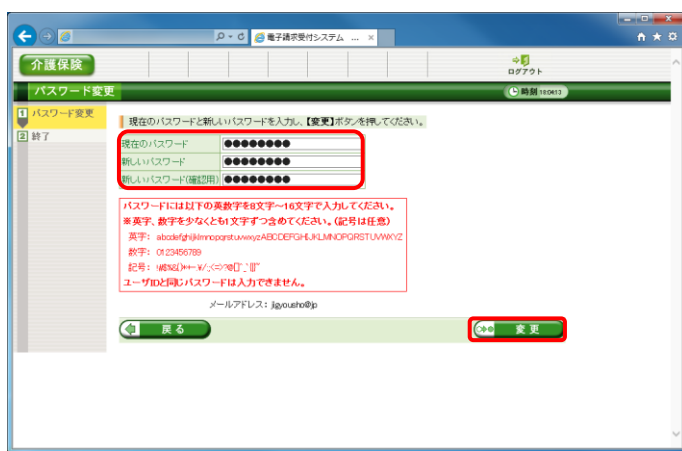 電子請求受付システム ... ×
介護保険
ログアウト
パスワード変更
時刻 18:04:13
1 パスワード変更
2 終了
現在のパスワードと新しいパスワードを入力し、【変更】ボタンを押してください。
現在のパスワード ●●●●●●●●
新しいパスワード ●●●●●●●●
新しいパスワード(確認用) ●●●●●●●●
パスワードには以下の英数字を8文字～16文字で入力してください。
※英字、数字を少なくとも1文字ずつ含めてください。(記号は任意)
英字: abcdefghijklmnopqrstuvwxyzABCDEFGHIJKLMNOPQRSTUVWXYZ
数字: 0123456789
記号:
ユーザIDと同じパスワードは入力できません。
メールアドレス: jigyousho@jp
戻る
変更